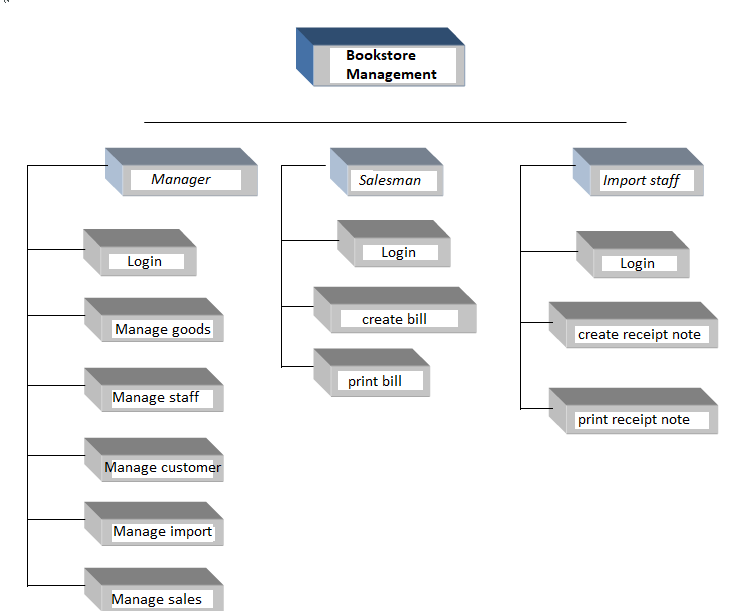 Bookstore
Management
Manager
Salesman
Import staff
Login
Login
Login
Manage goods
create bill
create receipt note
Manage staff
print bill
print receipt note
Manage customer
Manage import
Manage sales